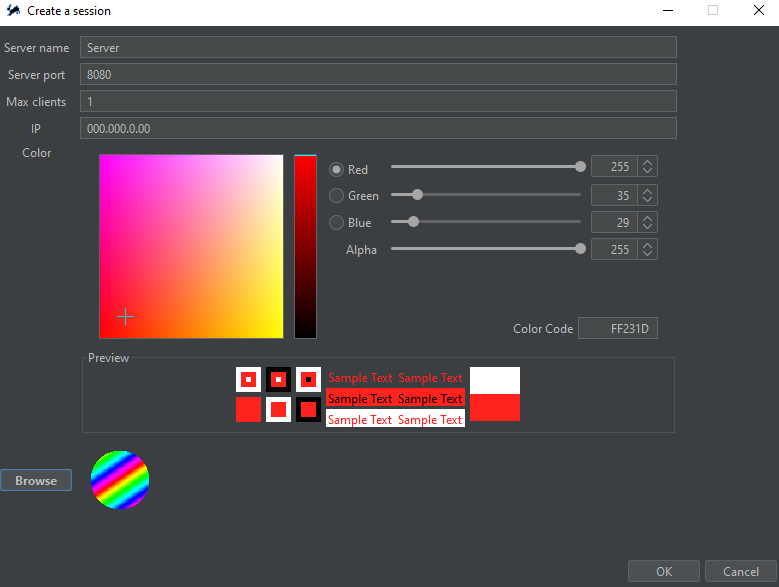 Create a session
Server name Server
Server port 8080
Max clients 1
IP 000.000.0.00
Color
Red 255
Green 35
Blue 29
Alpha 255
Color Code FF231D
Preview
Sample Text Sample Text
Sample Text Sample Text
Sample Text Sample Text
Browse
OK Cancel